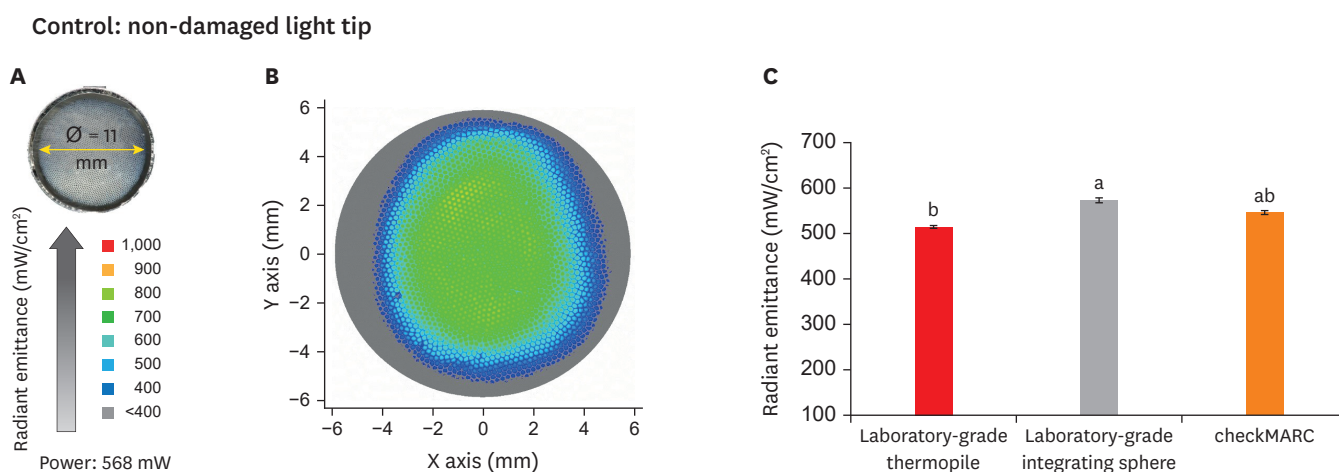 Control: non-damaged light tip
A
Ø = 11
mm
Radiant emittance (mW/cm²)
1,000
900
800
700
600
500
400
<400
Power: 568 mW
B
Y axis (mm)
6
4
2
0
−2
−4
−6
−6 −4 −2 0 2 4 6
X axis (mm)
C
Radiant emittance (mW/cm²)
700
600
500
400
300
200
100
b
a
ab
Laboratory-grade
thermopile
Laboratory-grade
integrating sphere
checkMARC